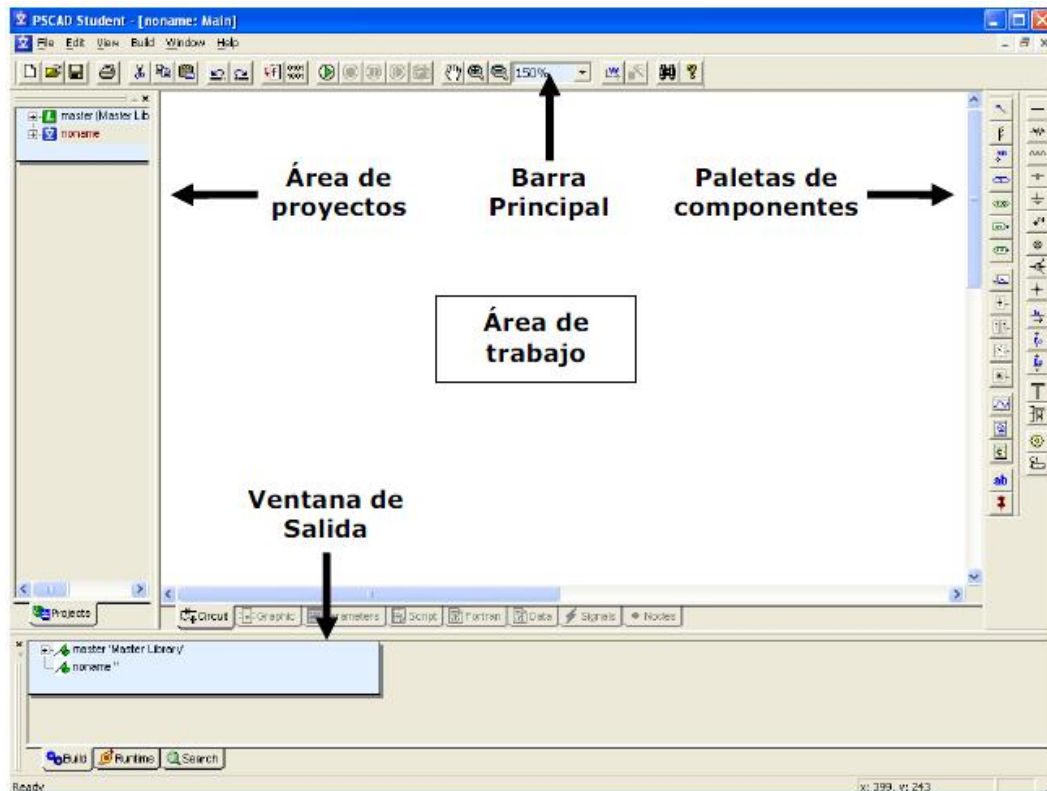 PSCAD Student - [noname: Main]
File Edit View Build Window Help
150%
master (Master Lib
noname
Área de
proyectos
Barra
Principal
Paletas de
componentes
Área de
trabajo
Ventana de
Salida
Projects
Circuit Graphic Parameters Script Fortran Data Signals Nodes
master 'Master Library'
noname ''
Build Runtime Search
Ready
x: 399, y: 243